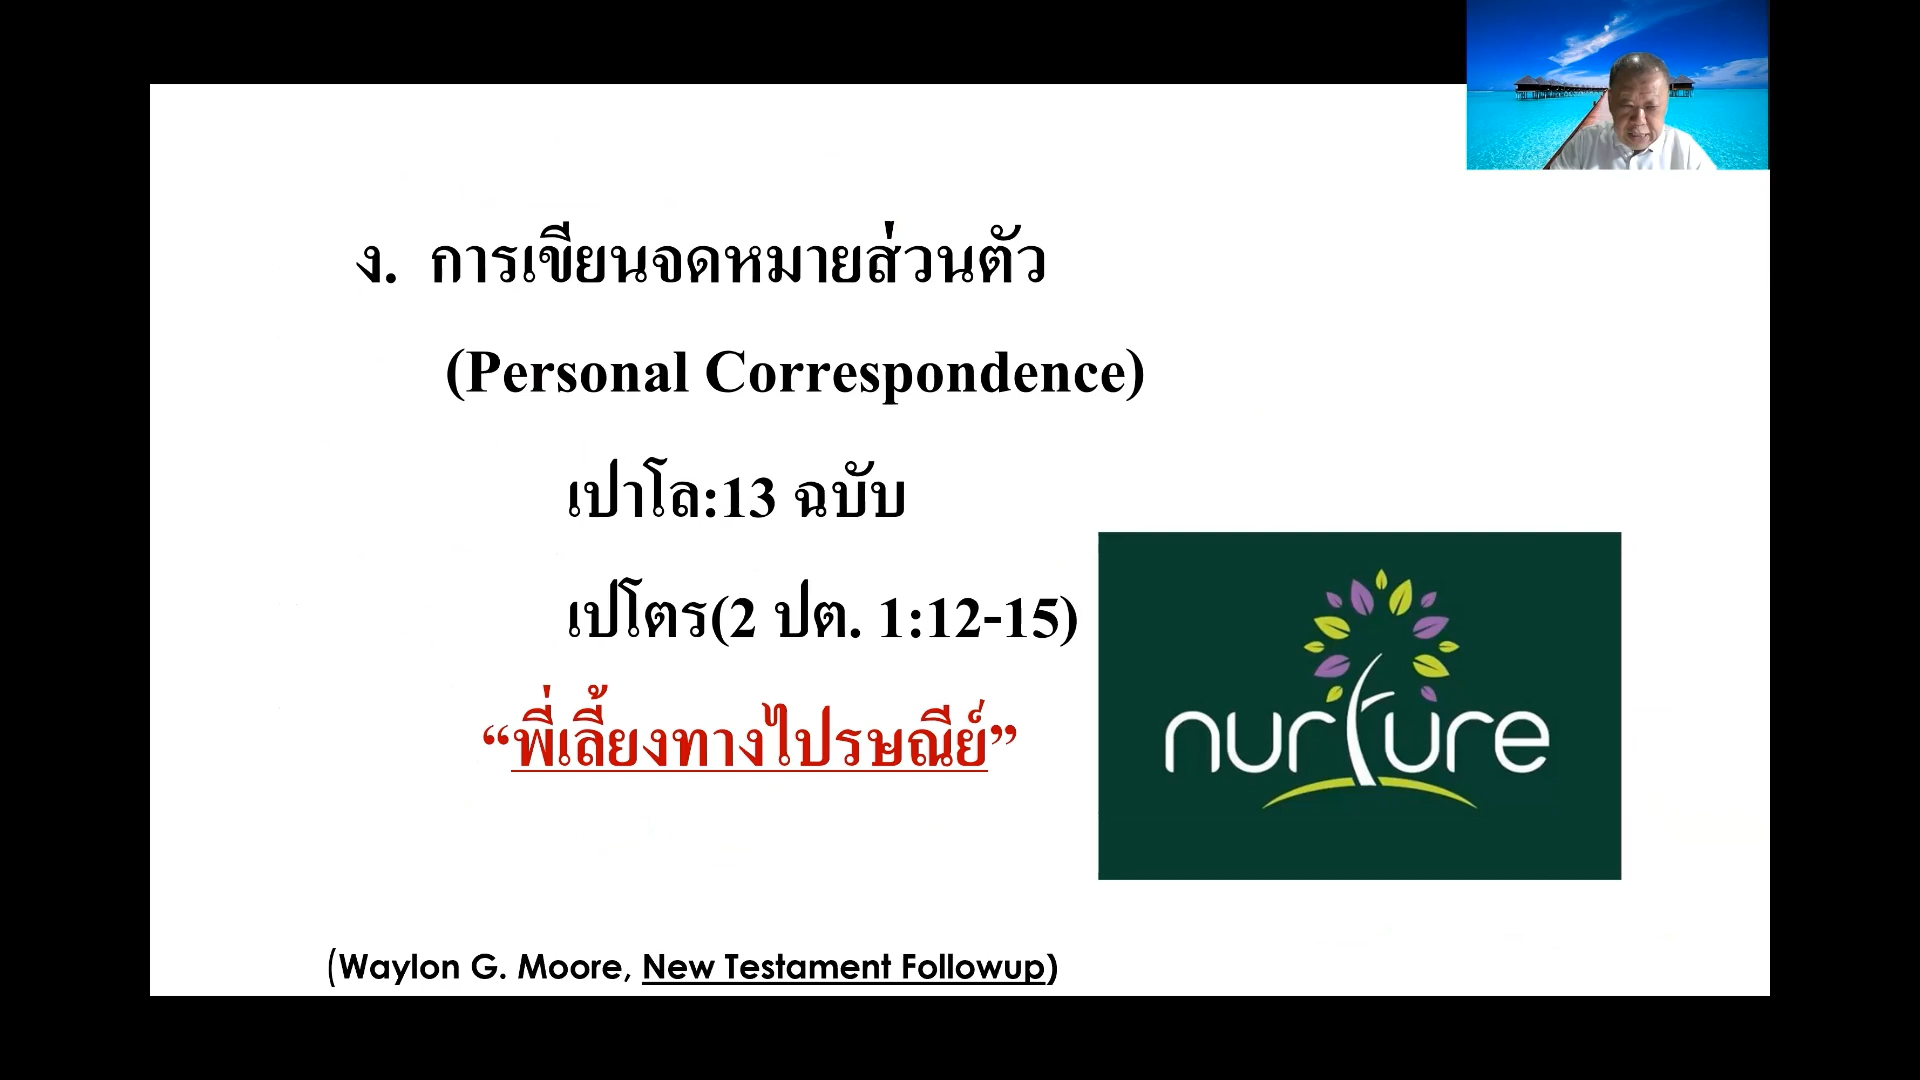 ง. การเขียนจดหมายส่วนตัว
(Personal Correspondence)
เปาโล:13 ฉบับ
เปโตร(2 ปต. 1:12-15)
“พี่เลี้ยงทางไปรษณีย์”
nurture
(Waylon G. Moore, New Testament Followup)